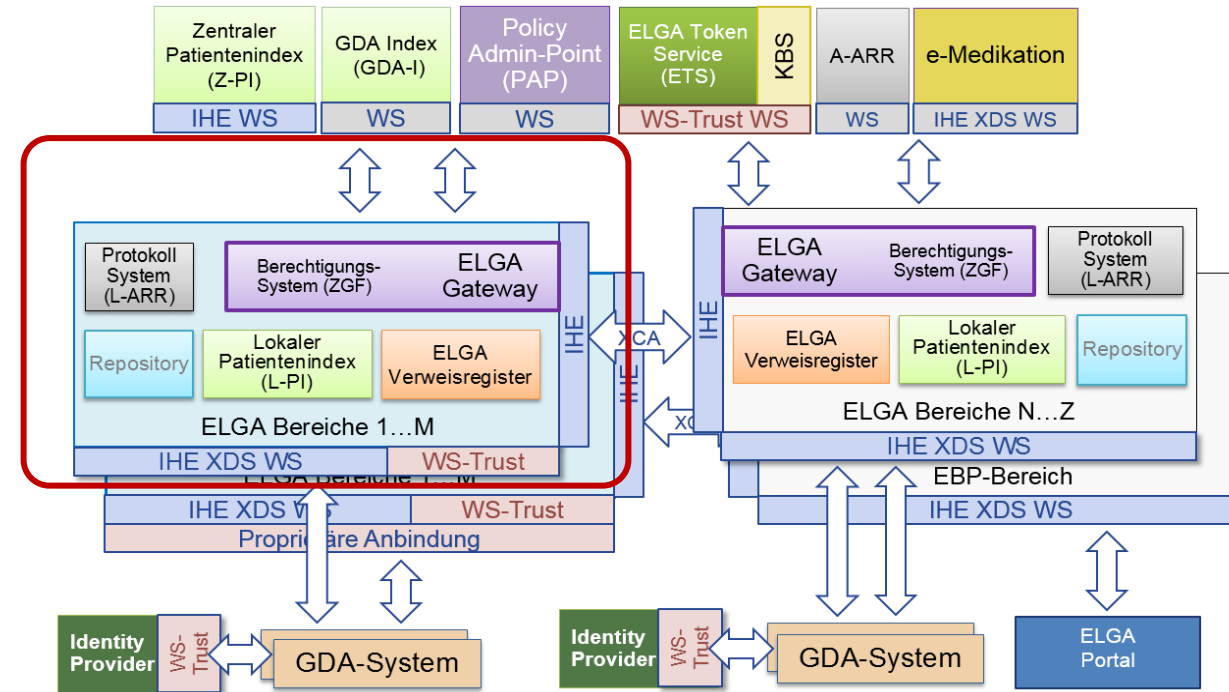 Zentraler
Patientenindex
(Z-PI)
IHE WS
GDA Index
(GDA-I)
WS
Policy
Admin-Point
(PAP)
WS
ELGA Token
Service
(ETS)
KBS
WS-Trust WS
A-ARR
WS
e-Medikation
IHE XDS WS
Protokoll
System
(L-ARR)
Berechtigungs-
System (ZGF)
ELGA
Gateway
Repository
Lokaler
Patientenindex
(L-PI)
ELGA
Verweisregister
ELGA Bereiche 1…M
IHE
IHE XDS WS
WS-Trust
IHE
ELGA Bereiche 1…M
IHE XDS WS
WS-Trust
Proprietäre Anbindung
XCA
IHE
ELGA
Gateway
Berechtigungs-
System (ZGF)
Protokoll
System
(L-ARR)
ELGA
Verweisregister
Lokaler
Patientenindex
(L-PI)
Repository
ELGA Bereiche N…Z
IHE XDS WS
EBP-Bereich
IHE XDS WS
Identity
Provider
WS-
Trust
GDA-System
Identity
Provider
WS-
Trust
GDA-System
ELGA
Portal